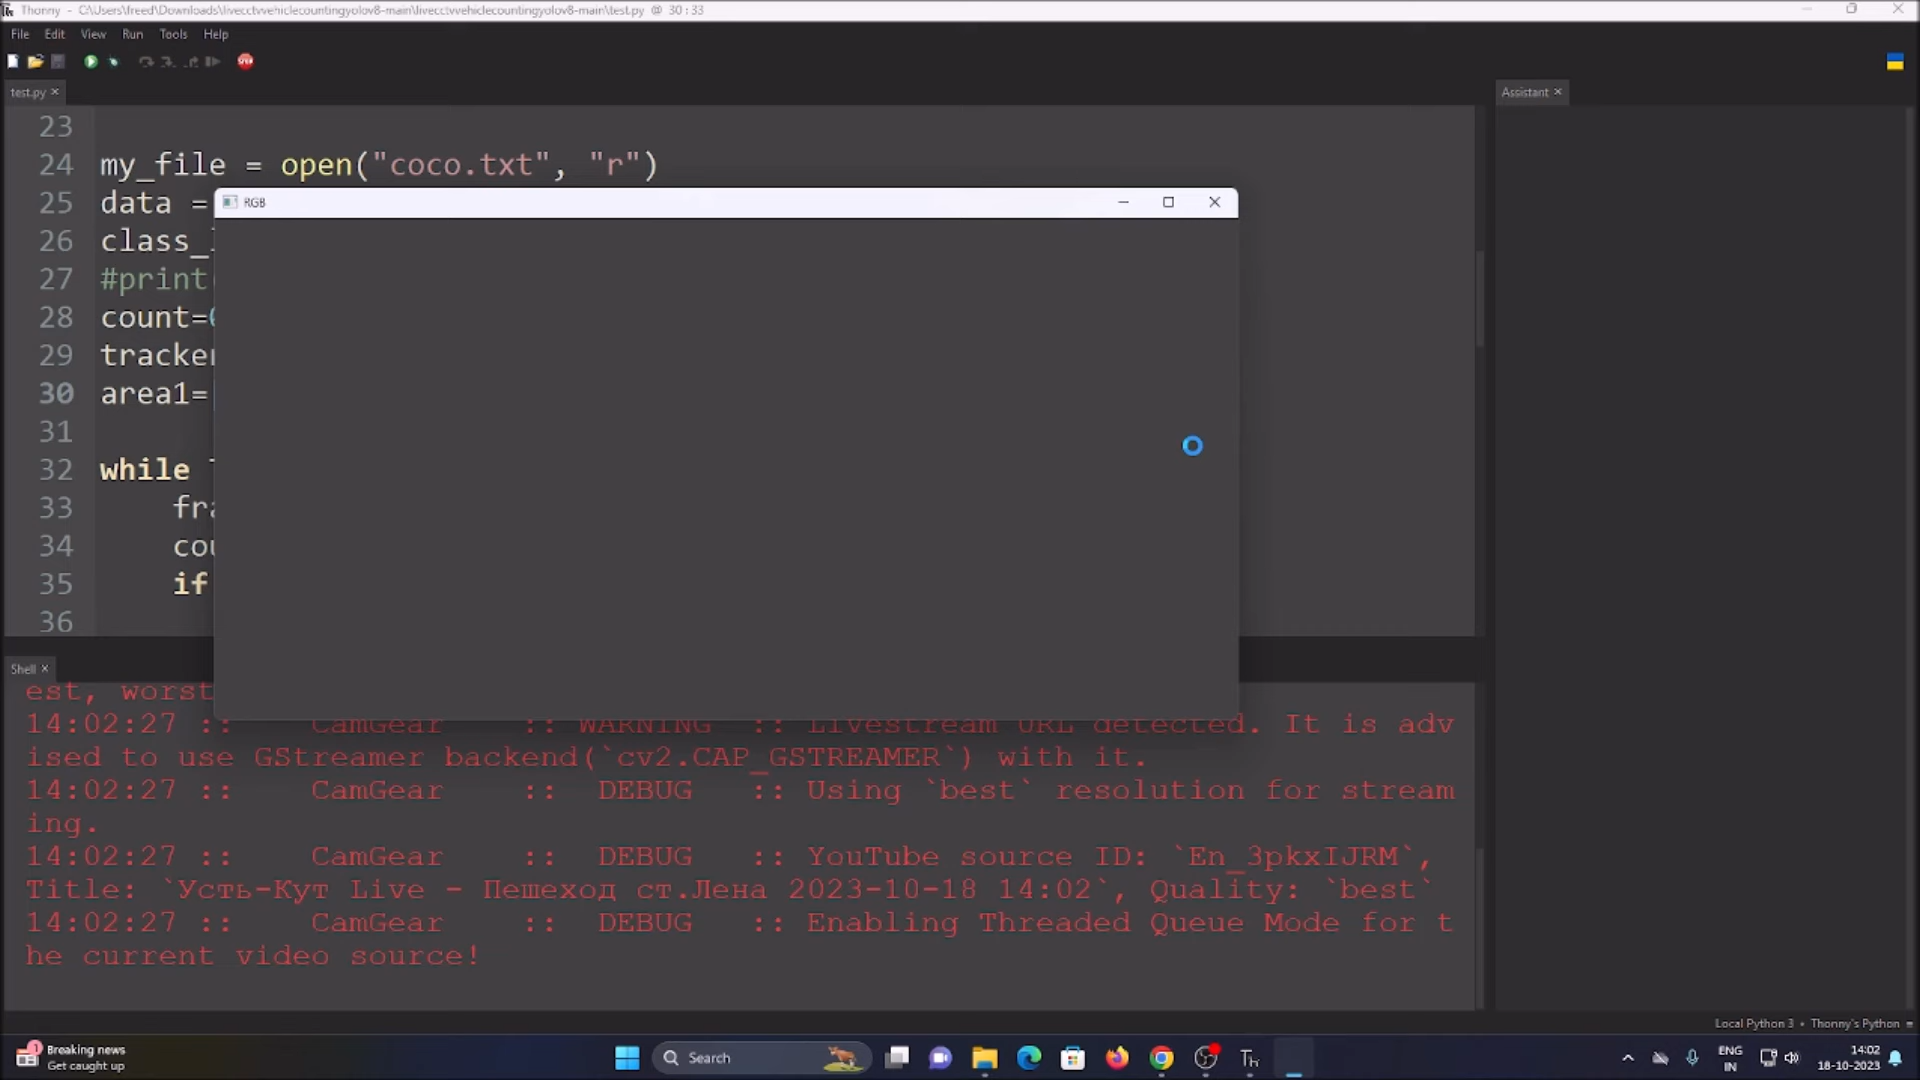 Thonny - C:\Users\freed\Downloads\livecctvvehiclecountingyolov8-main\livecctvvehiclecountingyolov8-main\test.py @ 30:33
File Edit View Run Tools Help
test.py ×
Assistant ×
23
24 my_file = open("coco.txt", "r")
25 data =
26 class_
27 #print
28 count=
29 tracker
30 area1=
31
32 while
33 fra
34 cou
35 if
36
RGB
Shell ×
est, worst
14:02:27 :: CamGear :: WARNING :: Livestream URL detected. It is adv
ised to use GStreamer backend(`cv2.CAP_GSTREAMER`) with it.
14:02:27 :: CamGear :: DEBUG :: Using `best` resolution for stream
ing.
14:02:27 :: CamGear :: DEBUG :: YouTube source ID: `En_3pkxIJRM`,
Title: `Усть-Кут Live - Пешеход ст.Лена 2023-10-18 14:02`, Quality: `best`
14:02:27 :: CamGear :: DEBUG :: Enabling Threaded Queue Mode for t
he current video source!
Local Python 3 • Thonny's Python
Breaking news
Get caught up
1
Search
ENG
IN
14:02
18-10-2023